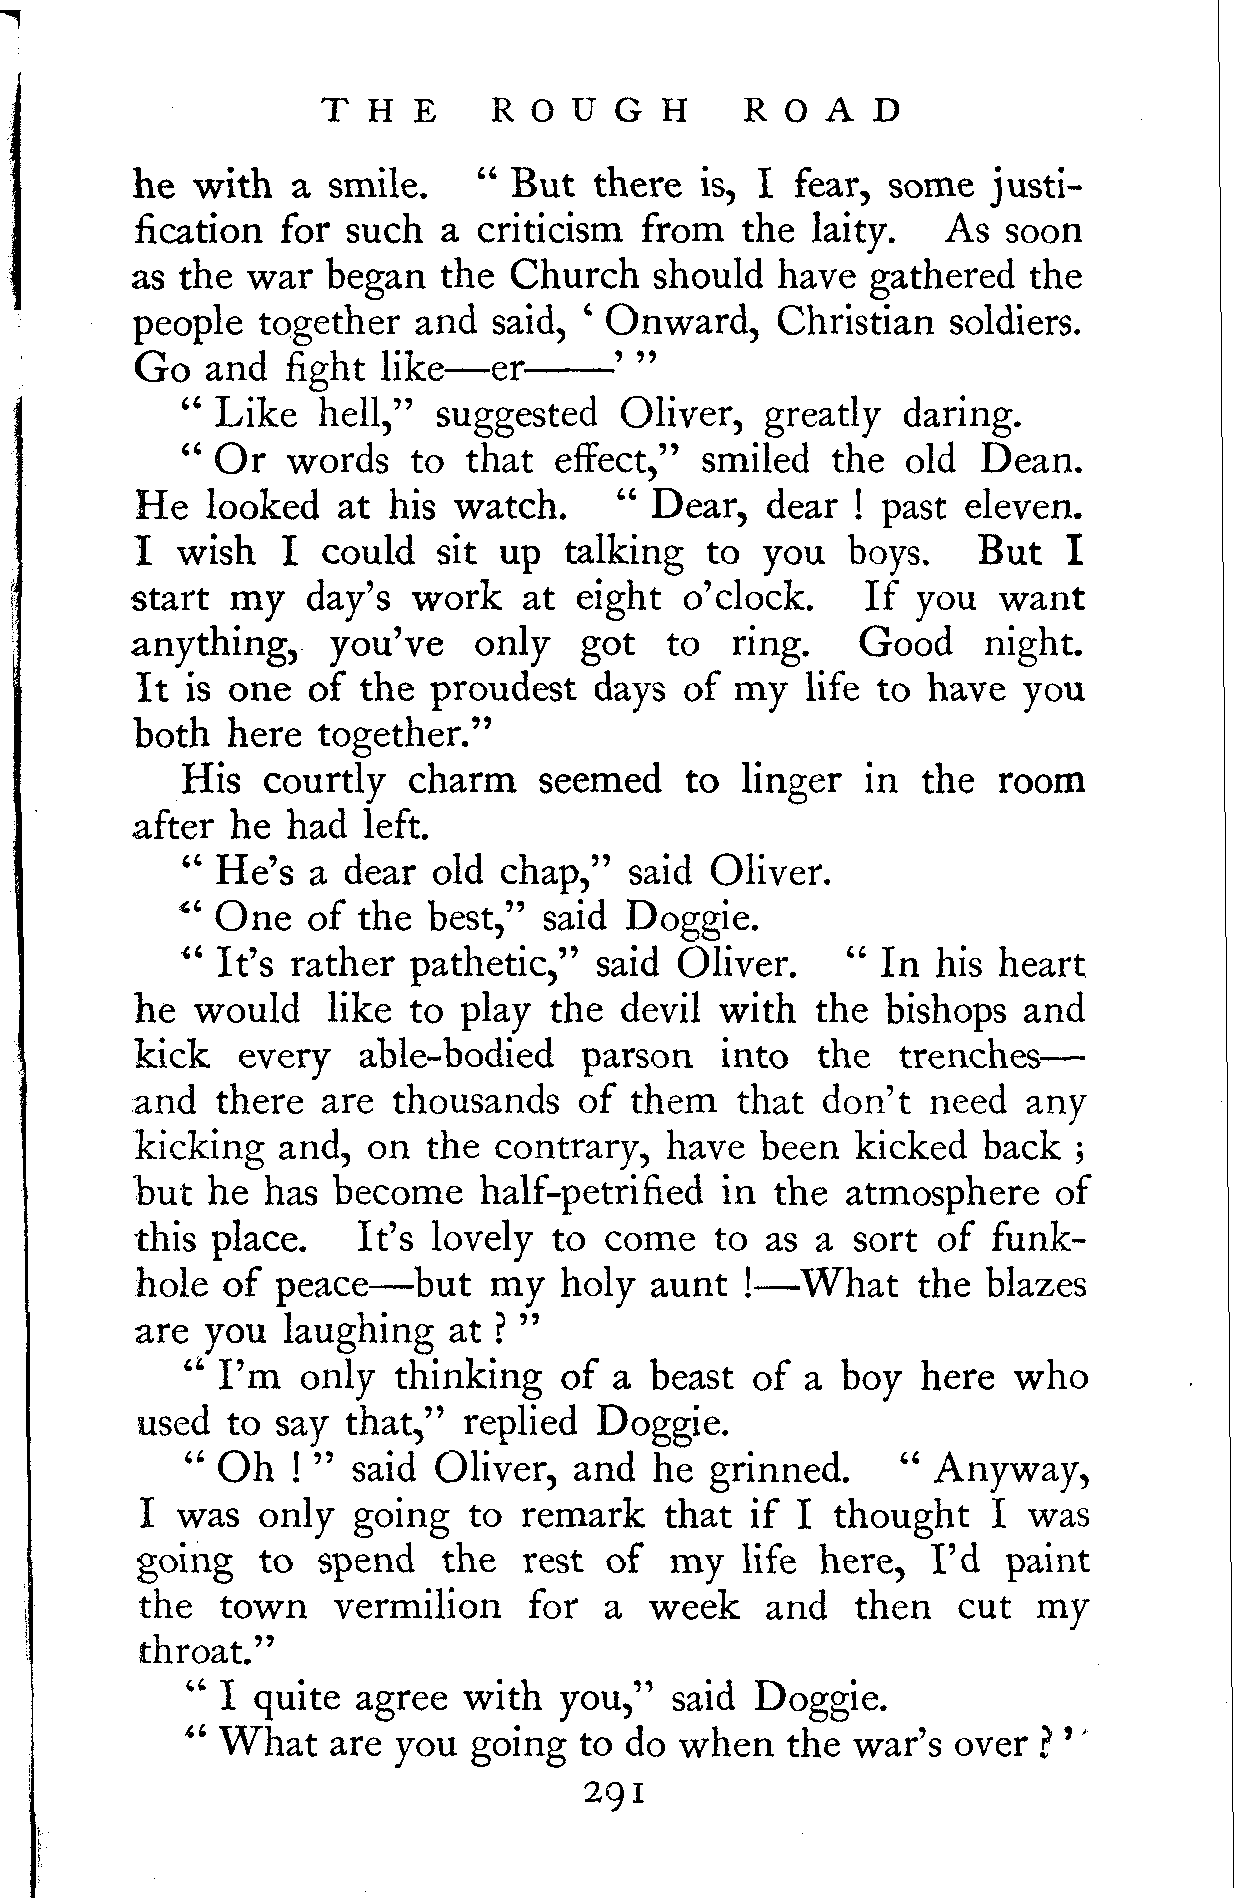 THE ROUGH ROAD
he with a smile. “ But there is, I fear, some justi-
fication for such a criticism from the laity. As soon
as the war began the Church should have gathered the
people together and said, ‘ Onward, Christian soldiers.
Go and fight like—er——’ ”
“ Like hell,” suggested Oliver, greatly daring.
“ Or words to that effect,” smiled the old Dean.
He looked at his watch. “ Dear, dear ! past eleven.
I wish I could sit up talking to you boys. But I
start my day’s work at eight o’clock. If you want
anything, you’ve only got to ring. Good night.
It is one of the proudest days of my life to have you
both here together.”
His courtly charm seemed to linger in the room
after he had left.
“ He’s a dear old chap,” said Oliver.
“ One of the best,” said Doggie.
“ It’s rather pathetic,” said Oliver. “ In his heart
he would like to play the devil with the bishops and
kick every able-bodied parson into the trenches—
and there are thousands of them that don’t need any
kicking and, on the contrary, have been kicked back ;
but he has become half-petrified in the atmosphere of
this place. It’s lovely to come to as a sort of funk-
hole of peace—but my holy aunt !—What the blazes
are you laughing at ? ”
“ I’m only thinking of a beast of a boy here who
used to say that,” replied Doggie.
“ Oh ! ” said Oliver, and he grinned. “ Anyway,
I was only going to remark that if I thought I was
going to spend the rest of my life here, I’d paint
the town vermilion for a week and then cut my
throat.”
“ I quite agree with you,” said Doggie.
“ What are you going to do when the war’s over ? ”
291